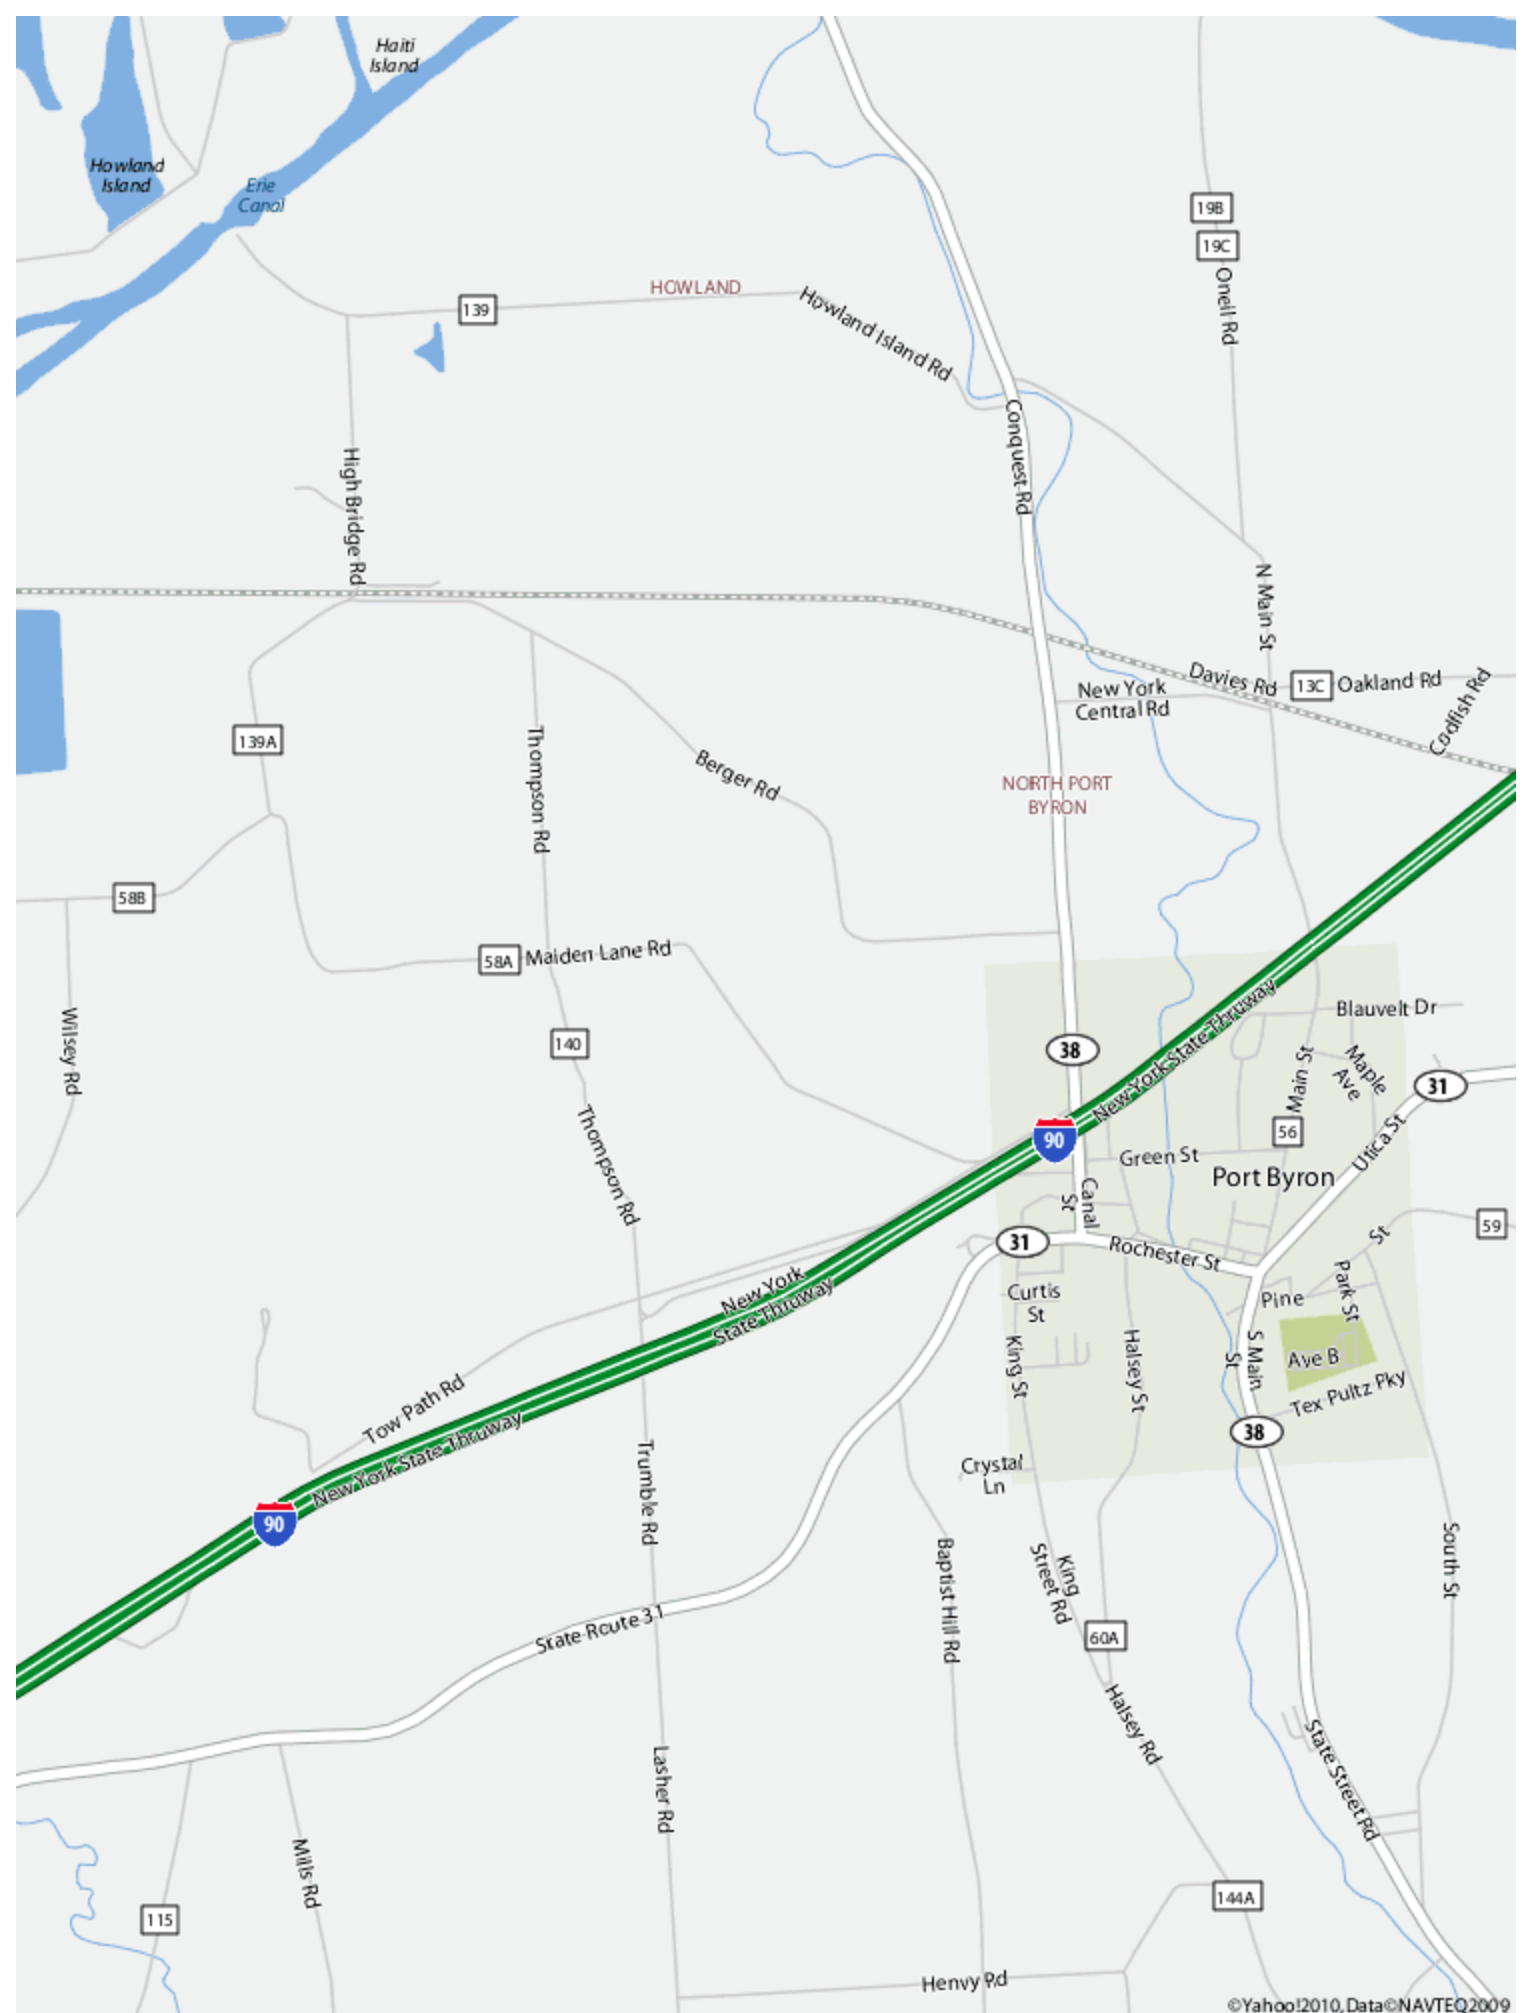 Haiti
Island
Howland
Island
Erie
Canal
19B
19C
Oneil Rd
HOWLAND
139
Howland Island Rd
Conquest Rd
High Bridge Rd
N Main St
Davies Rd
13C
Oakland Rd
New York
Central Rd
Codfish Rd
139A
Thompson Rd
Berger Rd
NORTH PORT
BYRON
58B
58A
Maiden Lane Rd
Wilsey Rd
140
38
New York State Thruway
Blauvelt Dr
Main St
Maple
Ave
31
90
56
Green St
Utica St
Port Byron
Thompson Rd
Canal
St
31
Rochester St
St
59
New York
State Thruway
Curtis
St
Pine
Park St
King St
Halsey St
S Main
St
Ave B
Tex Pultz Pky
Tow Path Rd
New York State Thruway
38
90
Trumble Rd
Crystal
Ln
Baptist Hill Rd
King
Street Rd
South St
State Route 31
60A
Halsey Rd
State Street Rd
Lasher Rd
Mills Rd
115
144A
Henvy Rd
©Yahoo!2010, Data©NAVTEQ2009